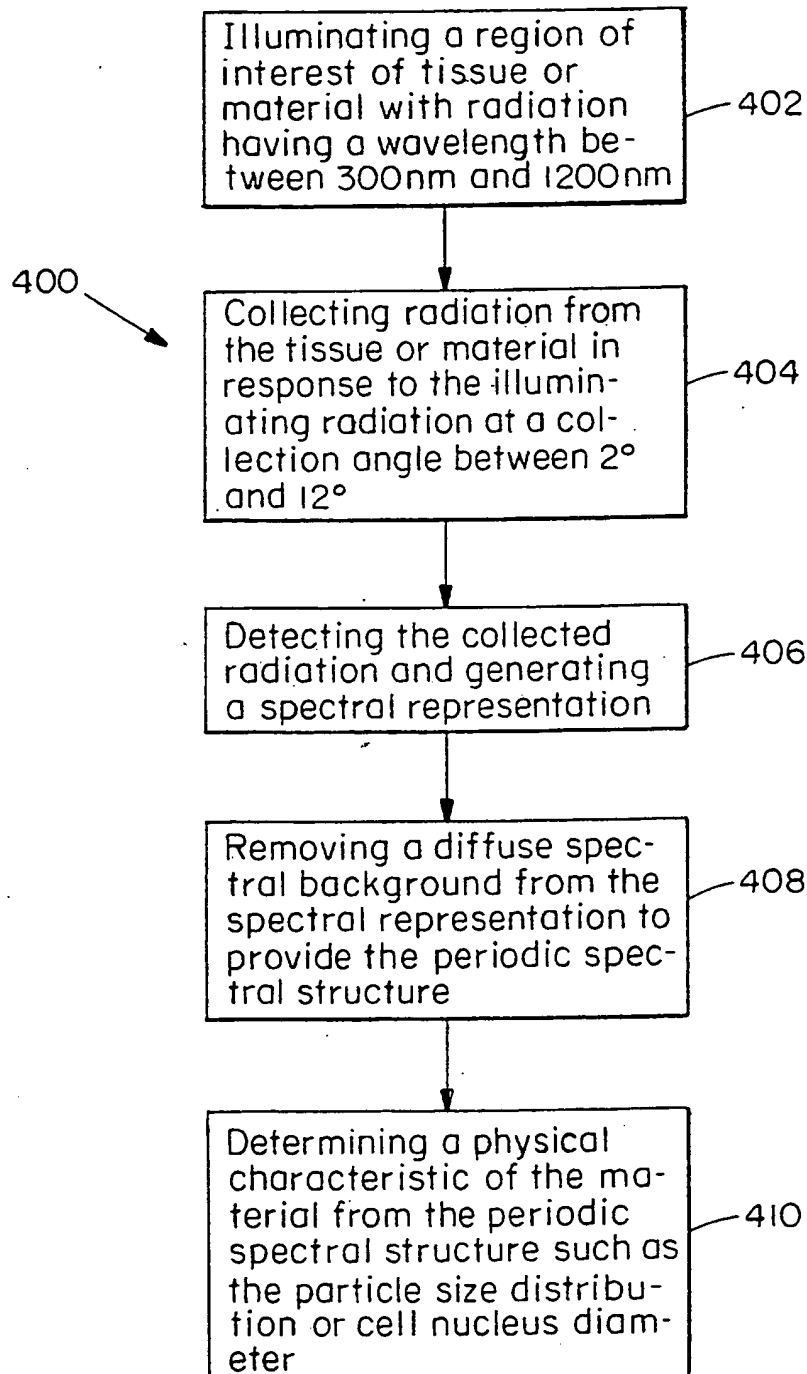 Illuminating a region of
interest of tissue or
material with radiation
having a wavelength be-
tween 300nm and 1200nm
402
400
Collecting radiation from
the tissue or material in
response to the illumin-
ating radiation at a col-
lection angle between 2°
and 12°
404
Detecting the collected
radiation and generating
a spectral representation
406
Removing a diffuse spec-
tral background from the
spectral representation to
provide the periodic spec-
tral structure
408
Determining a physical
characteristic of the ma-
terial from the periodic
spectral structure such as
the particle size distribu-
tion or cell nucleus diam-
eter
410